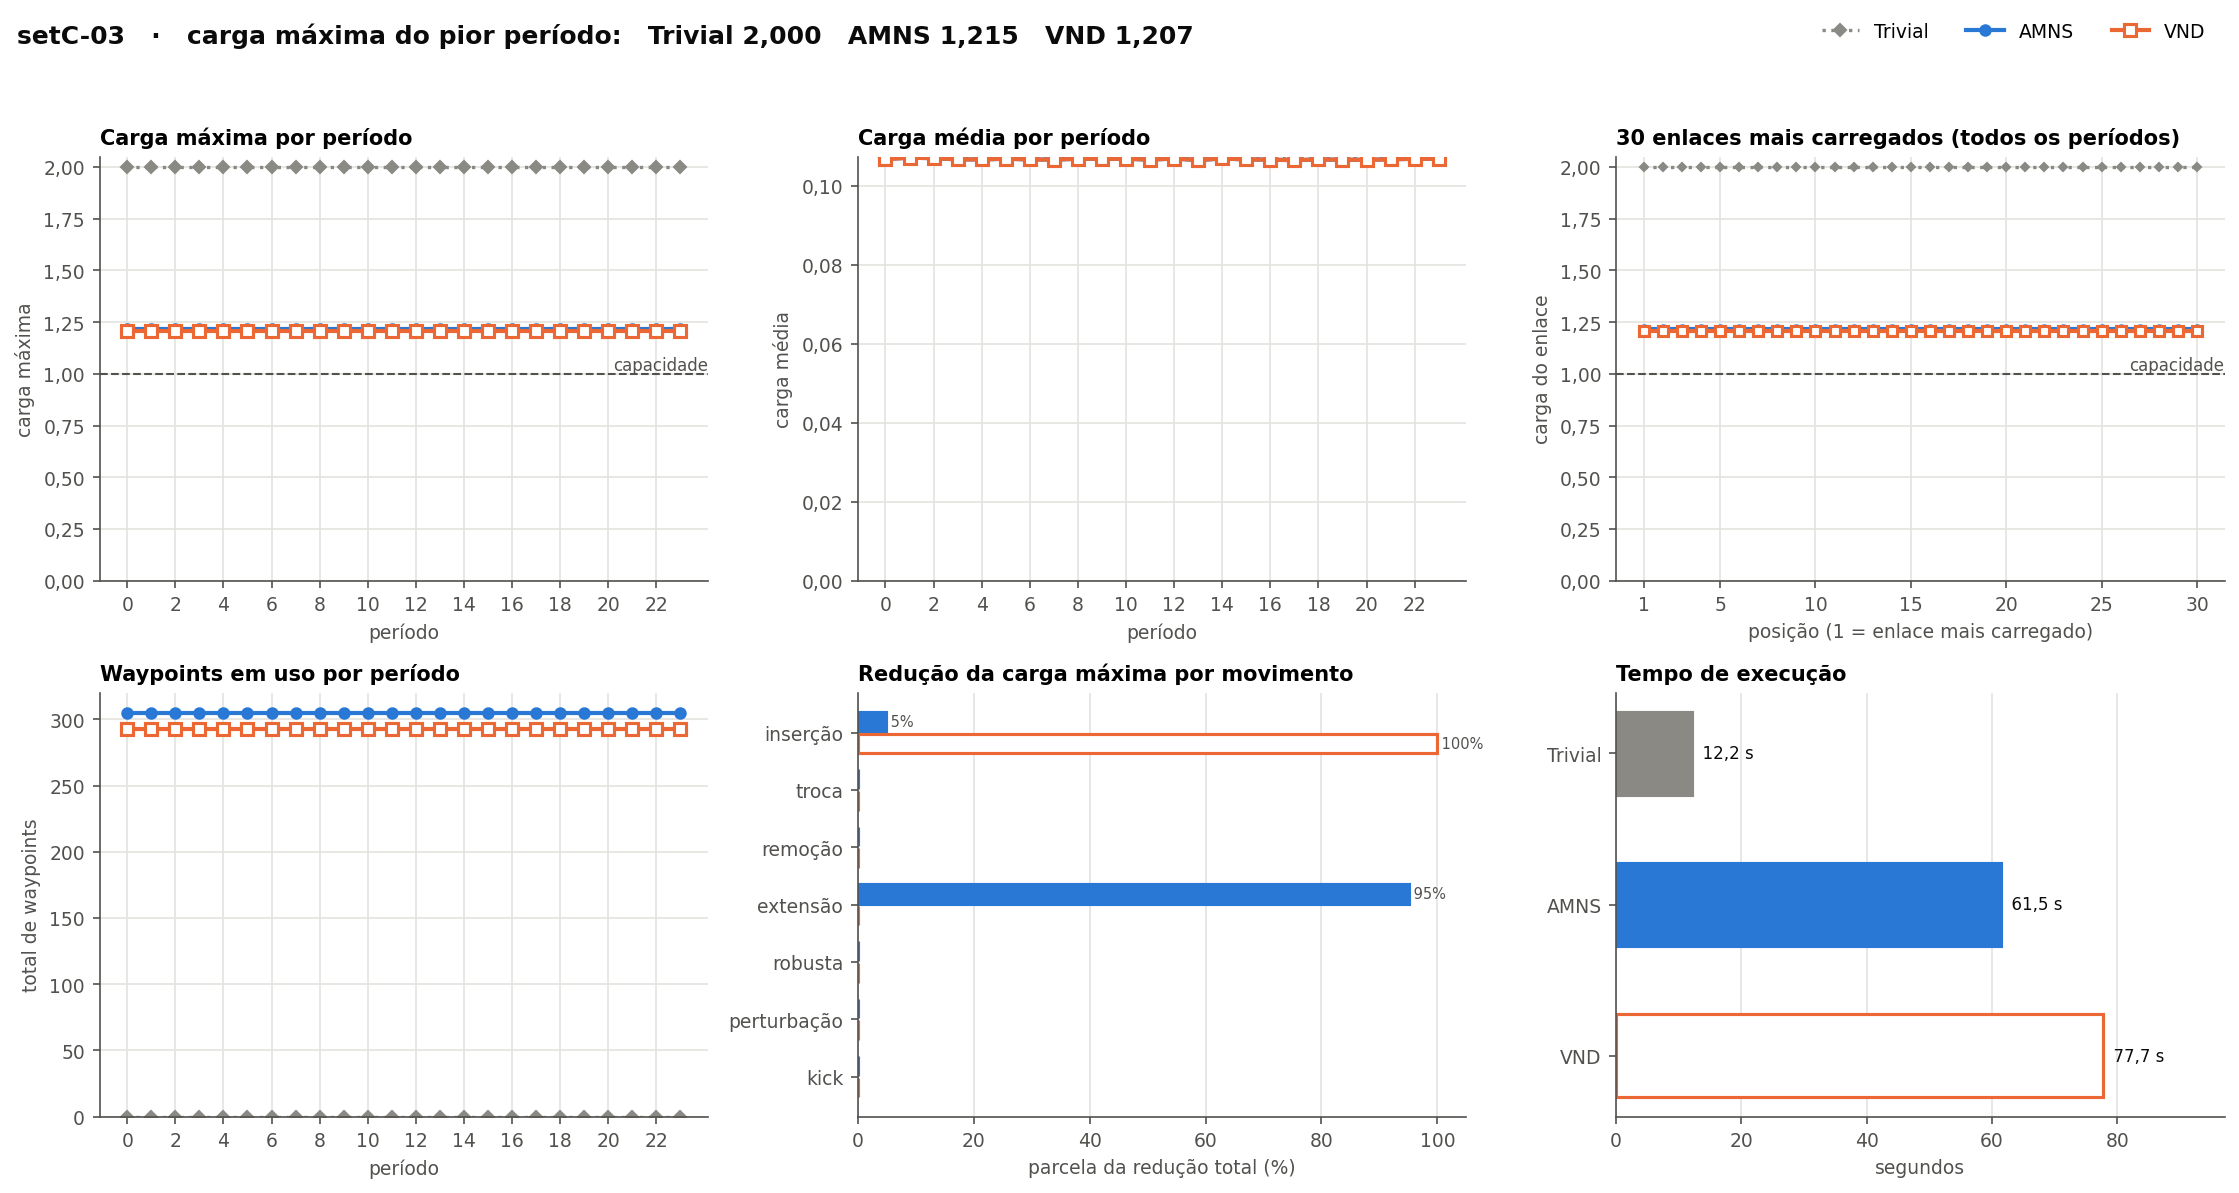 setC-03 · carga máxima do pior período: Trivial 2,000 AMNS 1,215 VND 1,207
Trivial AMNS VND
Carga máxima por período
2,00
1,75
1,50
1,25
1,00
0,75
0,50
0,25
0,00
carga máxima
capacidade
0 2 4 6 8 10 12 14 16 18 20 22
período
Carga média por período
0,10
0,08
0,06
0,04
0,02
0,00
carga média
0 2 4 6 8 10 12 14 16 18 20 22
período
30 enlaces mais carregados (todos os períodos)
2,00
1,75
1,50
1,25
1,00
0,75
0,50
0,25
0,00
carga do enlace
capacidade
1 5 10 15 20 25 30
posição (1 = enlace mais carregado)
Waypoints em uso por período
300
250
200
150
100
50
0
total de waypoints
0 2 4 6 8 10 12 14 16 18 20 22
período
Redução da carga máxima por movimento
inserção 5%
100%
troca
remoção
extensão 95%
robusta
perturbação
kick
0 20 40 60 80 100
parcela da redução total (%)
Tempo de execução
Trivial 12,2 s
AMNS 61,5 s
VND 77,7 s
0 20 40 60 80
segundos